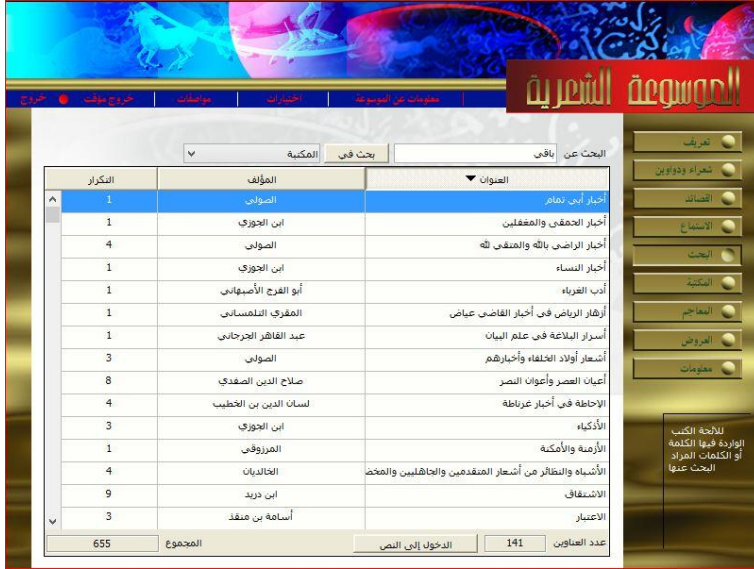 الموسوعة الشعرية
معلومات عن الموسوعة
اختيارات
مواصفات
خروج مؤقت
خروج
تعريف
شعراء ودواوين
القصائد
الاستماع
البحث
المكتبة
المعاجم
العروض
معلومات
للائحة الكتب
الواردة فيها الكلمة
أو الكلمات المراد
البحث عنها
البحث عن باقي بحث في المكتبة
العنوان المؤلف التكرار
أخبار أبي تمام الصولي 1
أخبار الحمقى والمغفلين ابن الجوزي 1
أخبار الراضي بالله والمتقي لله الصولي 4
أخبار النساء ابن الجوزي 1
أدب الغرباء أبو الفرج الأصبهاني 1
أزهار الرياض في أخبار القاضي عياض المقري التلمساني 1
أسرار البلاغة في علم البيان عبد القاهر الجرجاني 1
أشعار أولاد الخلفاء وأخبارهم الصولي 3
أعيان العصر وأعوان النصر صلاح الدين الصفدي 8
الإحاطة في أخبار غرناطة لسان الدين بن الخطيب 4
الأذكياء ابن الجوزي 3
الأزمنة والأمكنة المرزوقي 1
الأشباه والنظائر من أشعار المتقدمين والجاهليين والمخض الخالديان 4
الاشتقاق ابن دريد 9
الاعتبار أسامة بن منقذ 3
عدد العناوين 141 الدخول إلى النص المجموع 655